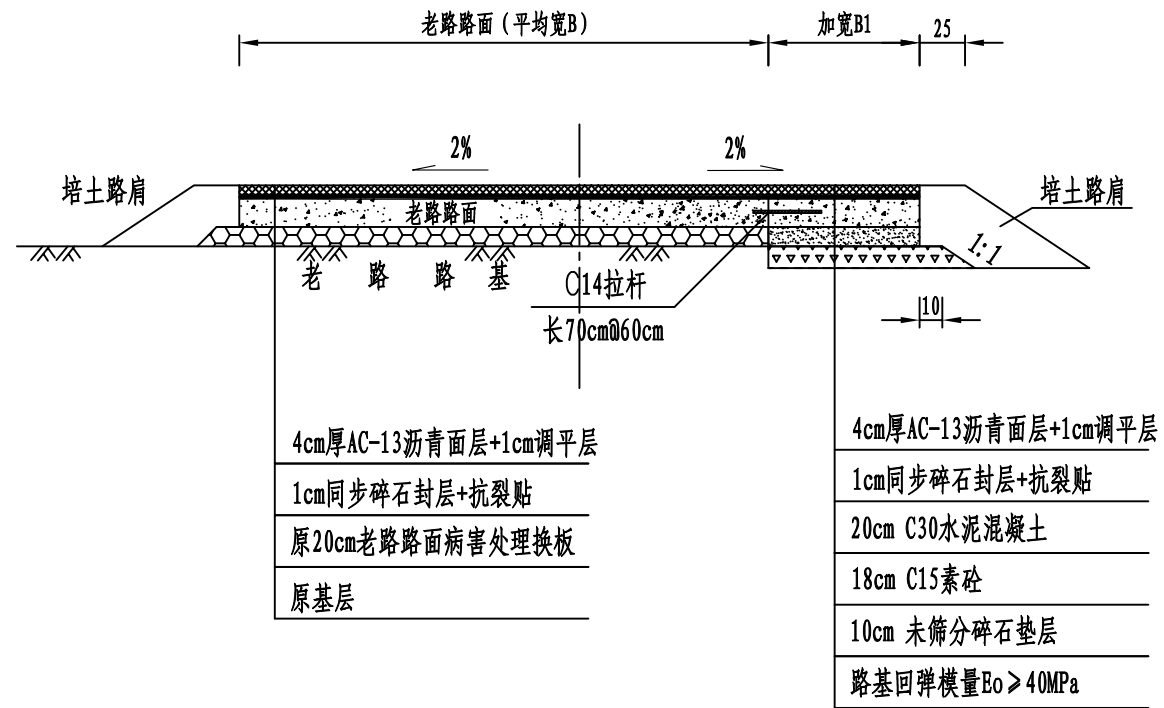 老路路面（平均宽B）
加宽B1
25
2%
2%
培土路肩
培土路肩
老路路面
1:1
老路路基
C14拉杆
长70cm@60cm
10
4cm厚AC-13沥青面层+1cm调平层
1cm同步碎石封层+抗裂贴
原20cm老路路面病害处理换板
原基层
4cm厚AC-13沥青面层+1cm调平层
1cm同步碎石封层+抗裂贴
20cm C30水泥混凝土
18cm C15素砼
10cm 未筛分碎石垫层
路基回弹模量Eo≥40MPa